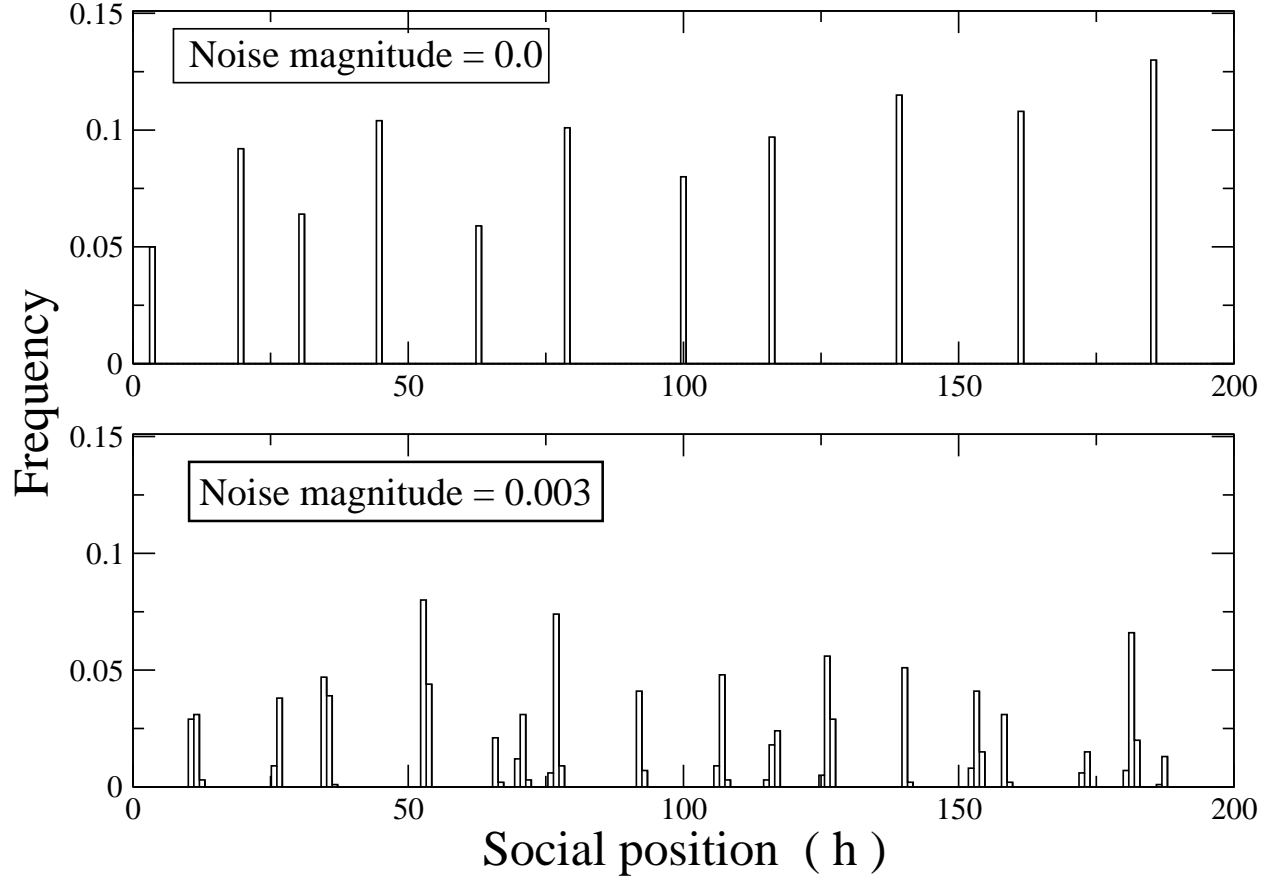 0.15
Noise magnitude = 0.0
0.1
0.05
0
0 50 100 150 200
Frequency
0.15
Noise magnitude = 0.003
0.1
0.05
0
0 50 100 150 200
Social position ( h )